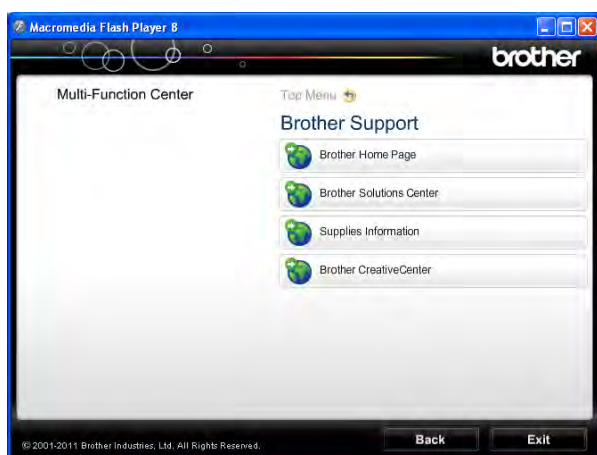 Macromedia Flash Player 8
brother
Multi-Function Center
Top Menu
Brother Support
Brother Home Page
Brother Solutions Center
Supplies Information
Brother CreativeCenter
© 2001-2011 Brother Industries, Ltd. All Rights Reserved.
Back
Exit